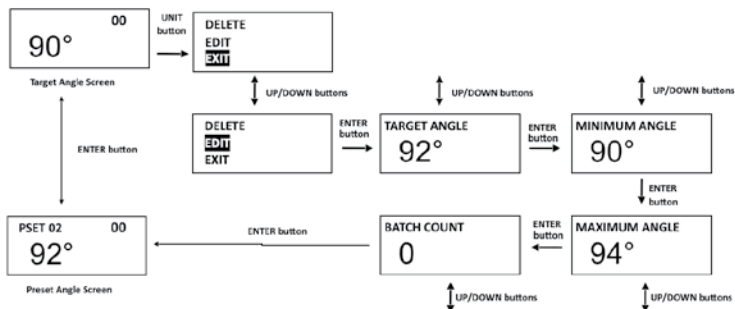 00
90°
Target Angle Screen
UNIT
button
DELETE
EDIT
EXIT
UP/DOWN buttons
UP/DOWN buttons
UP/DOWN buttons
ENTER button
DELETE
EDIT
EXIT
ENTER
button
TARGET ANGLE
92°
ENTER
button
MINIMUM ANGLE
90°
ENTER
button
PSET 02 00
92°
Preset Angle Screen
ENTER button
BATCH COUNT
0
ENTER
button
MAXIMUM ANGLE
94°
UP/DOWN buttons
UP/DOWN buttons